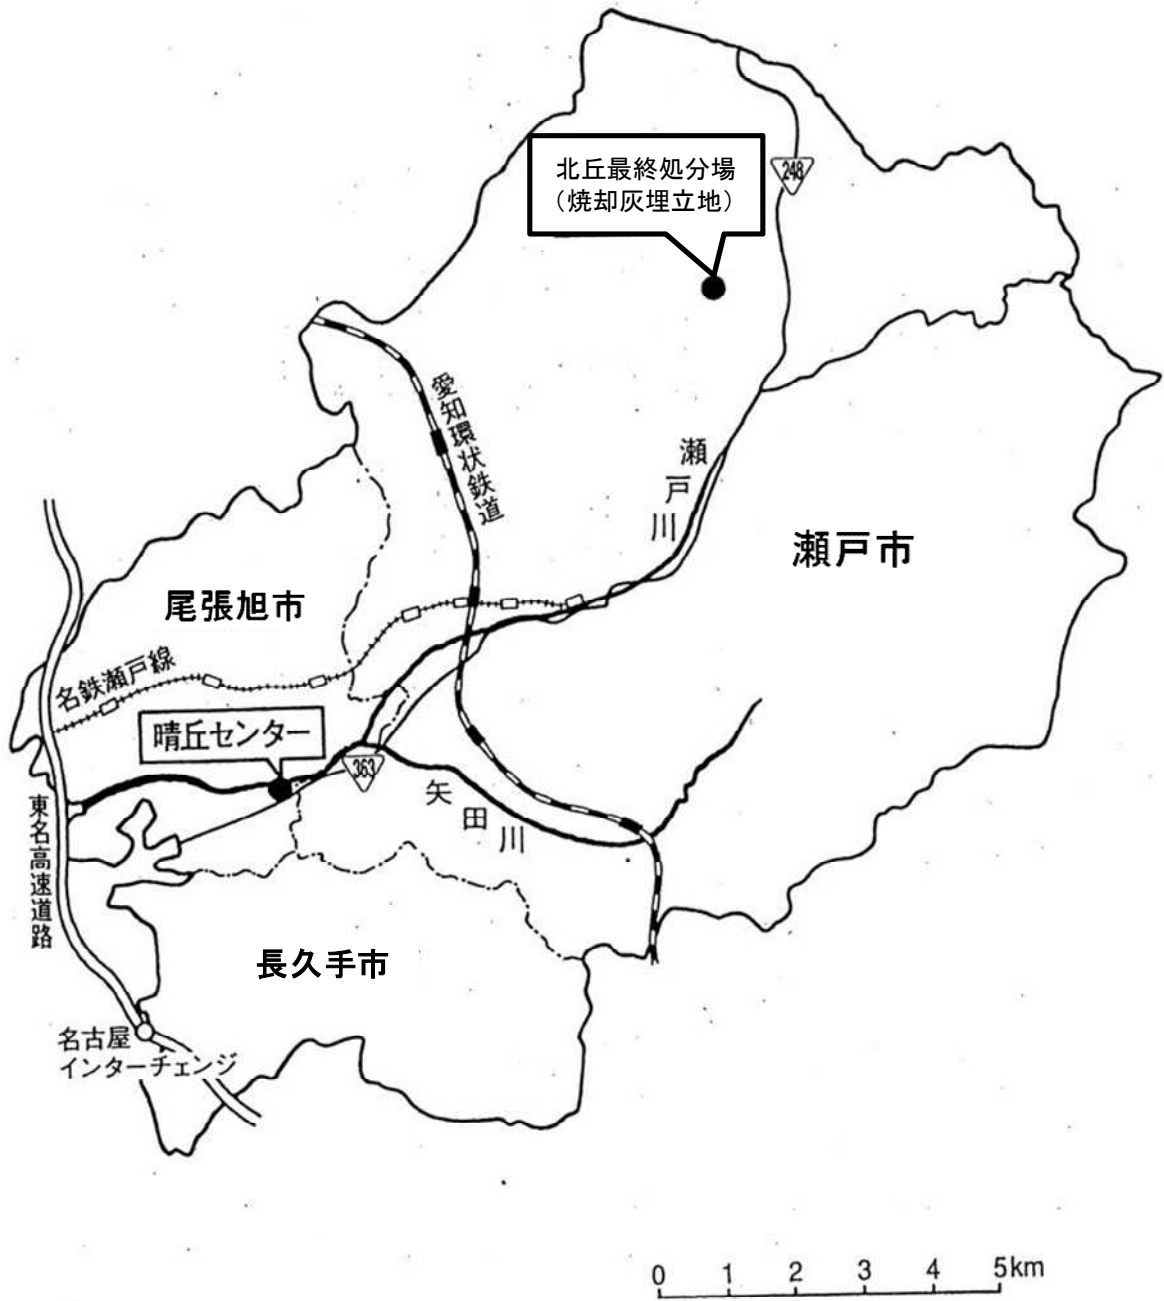 北丘最終処分場
（焼却灰埋立地）
248
愛知環状鉄道
瀬戸川
瀬戸市
尾張旭市
名鉄瀬戸線
晴丘センター
363
矢田川
東名高速道路
長久手市
名古屋
インターチェンジ
0 1 2 3 4 5km